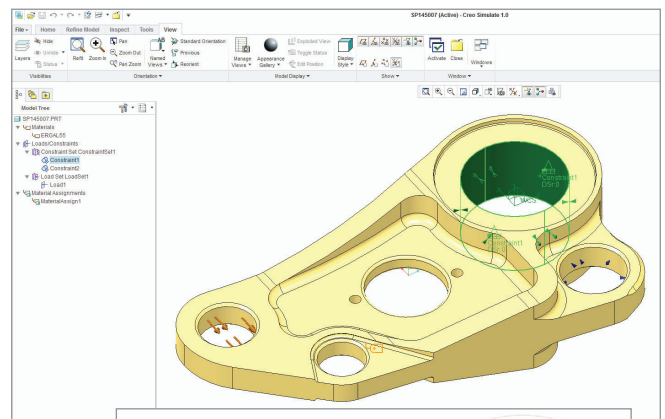 SP145007 (Active) - Creo Simulate 1.0
File Home Refine Model Inspect Tools View
Layers
Hide
Unhide
Status
Visibilities
Refit
Zoom In
Pan
Zoom Out
Pan Zoom
Named Views
Standard Orientation
Previous
Reorient
Orientation
Manage Views
Appearance Gallery
Exploded View
Toggle Status
Edit Position
Model Display
Display Style
Show
Activate
Close
Windows
Window
Model Tree
SP145007.PRT
Materials
ERGAL55
Loads/Constraints
Constraint Set ConstraintSet1
Constraint1
Constraint2
Load Set LoadSet1
Load1
Material Assignments
MaterialAssign1
Constraint1
WCS